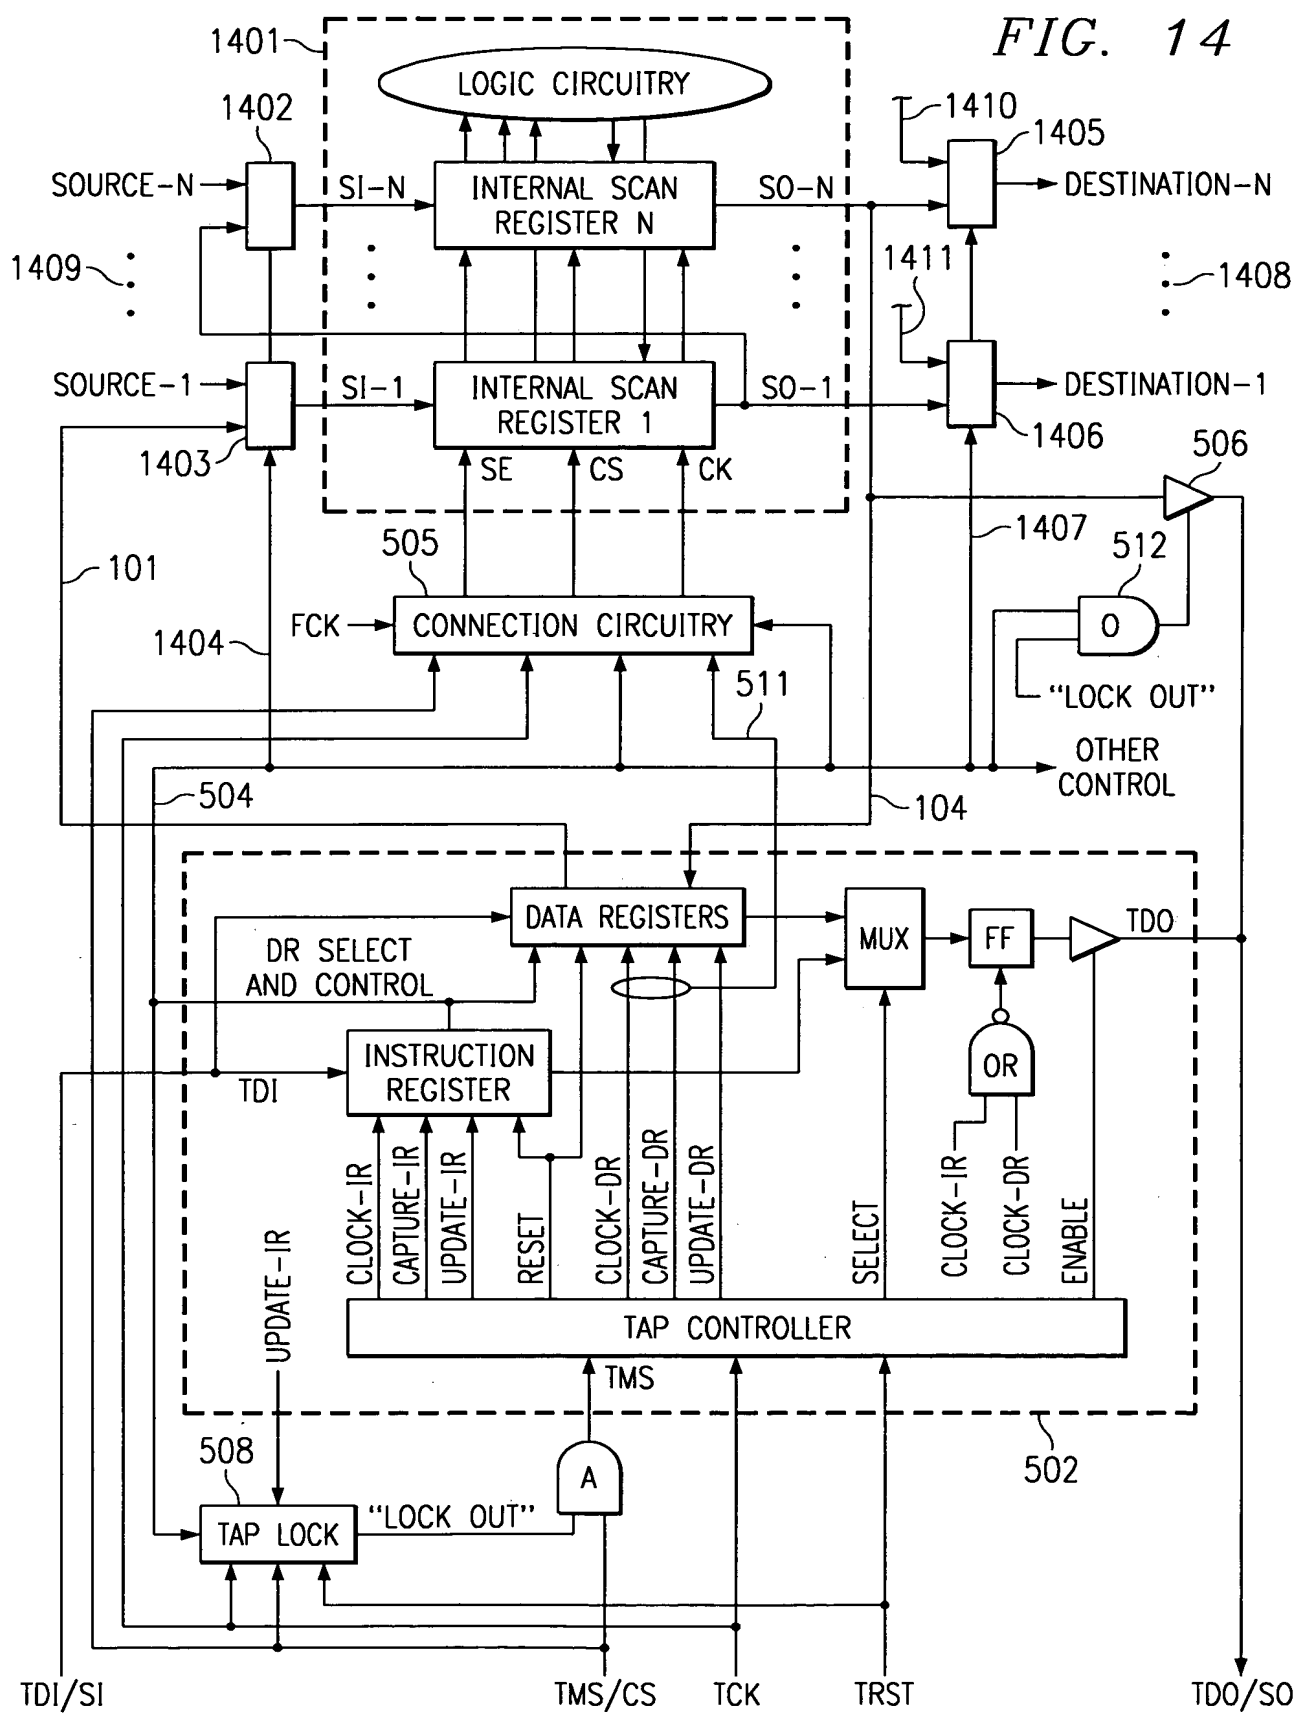 FIG. 14
1401
LOGIC CIRCUITRY
1402
1410
1405
SOURCE-N
SI-N
INTERNAL SCAN
REGISTER N
SO-N
DESTINATION-N
1409
1411
1408
SOURCE-1
SI-1
INTERNAL SCAN
REGISTER 1
SO-1
DESTINATION-1
1403
1406
SE
CS
CK
506
101
505
1407
512
FCK
CONNECTION CIRCUITRY
O
1404
511
"LOCK OUT"
504
104
OTHER
CONTROL
DATA REGISTERS
MUX
FF
TDO
DR SELECT
AND CONTROL
INSTRUCTION
REGISTER
OR
TDI
CLOCK-IR
CAPTURE-IR
UPDATE-IR
RESET
CLOCK-DR
CAPTURE-DR
UPDATE-DR
SELECT
CLOCK-IR
CLOCK-DR
ENABLE
UPDATE-IR
TAP CONTROLLER
TMS
508
A
502
TAP LOCK
"LOCK OUT"
TDI/SI
TMS/CS
TCK
TRST
TDO/SO